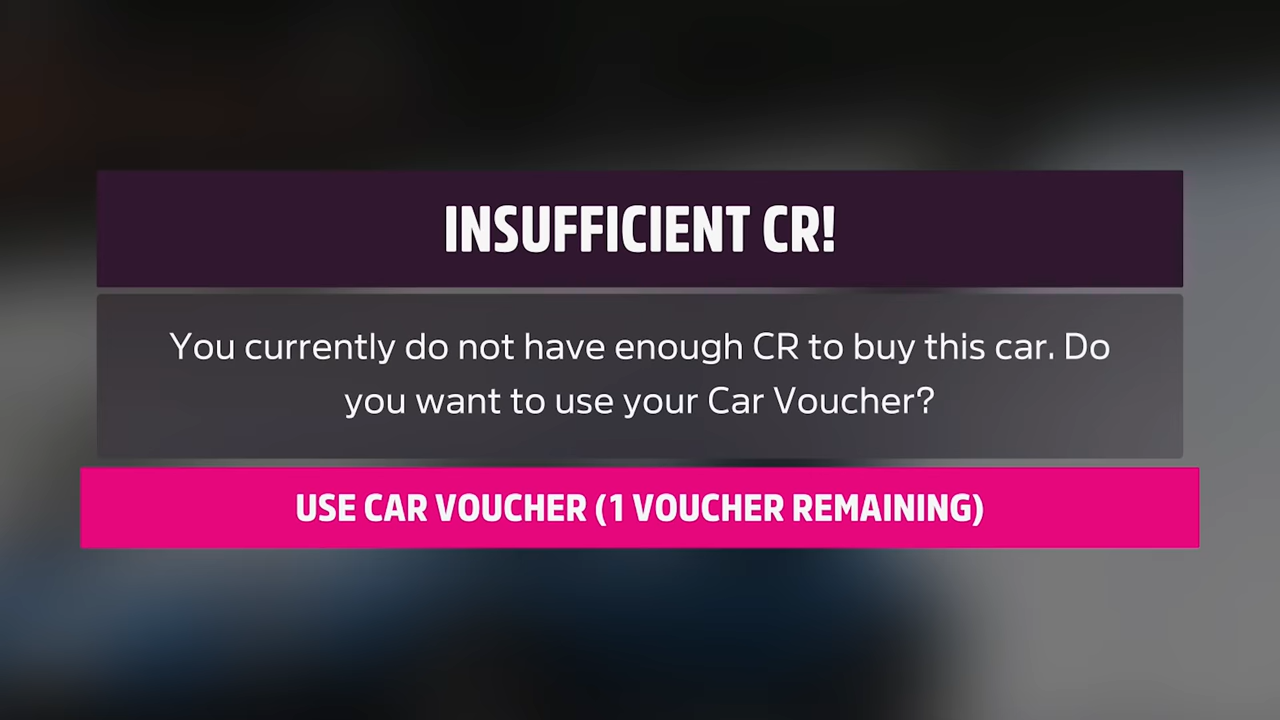 INSUFFICIENT CR!
You currently do not have enough CR to buy this car. Do
you want to use your Car Voucher?
USE CAR VOUCHER (1 VOUCHER REMAINING)